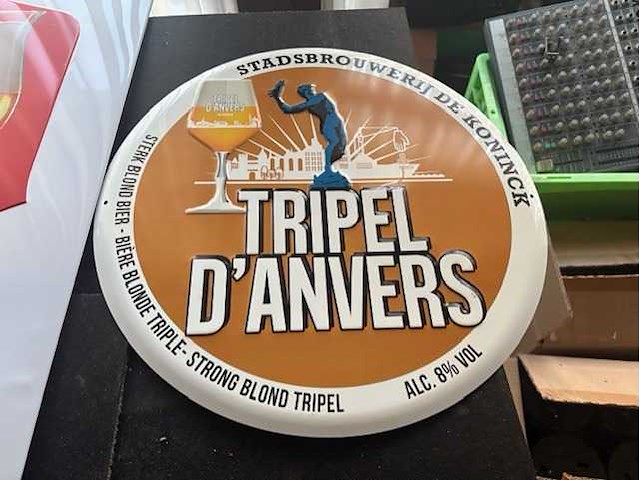 STADSBROUWERIJ DE KONINCK
TRIPEL
D'ANVERS
TRIPEL
D'ANVERS
STERK BLOND BIER - BIÈRE BLONDE TRIPLE - STRONG BLOND TRIPEL
ALC. 8% VOL